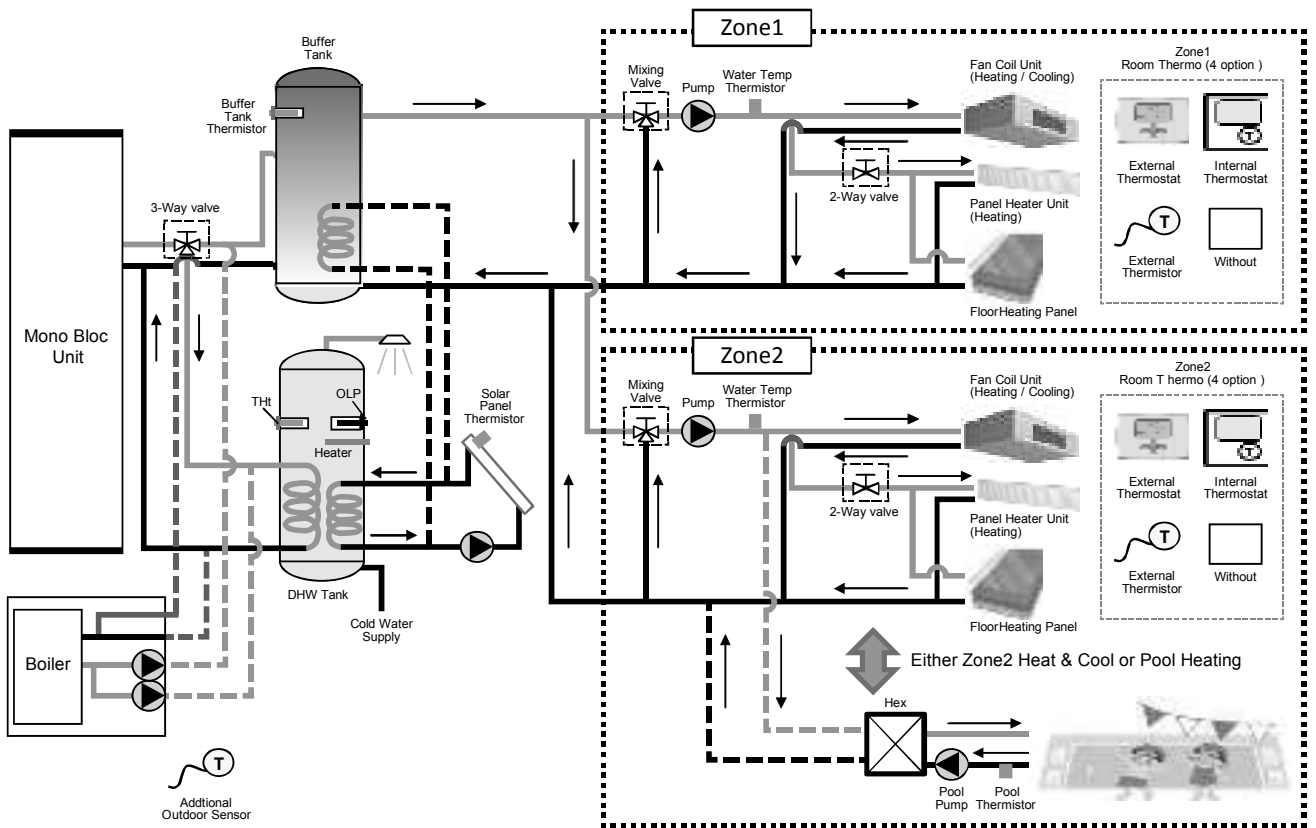 Zone1
Buffer
Tank
Buffer
Tank
Thermistor
Mixing
Valve
Pump
Water Temp
Thermistor
Fan Coil Unit
(Heating / Cooling)
2-Way valve
Panel Heater Unit
(Heating)
FloorHeating Panel
Zone1
Room Thermo (4 option )
External
Thermostat
Internal
Thermostat
T
T
External
Thermistor
Without
3-Way valve
Mono Bloc
Unit
Zone2
THt
OLP
Heater
Solar
Panel
Thermistor
DHW Tank
Cold Water
Supply
Mixing
Valve
Pump
Water Temp
Thermistor
Fan Coil Unit
(Heating / Cooling)
2-Way valve
Panel Heater Unit
(Heating)
FloorHeating Panel
Zone2
Room T hermo (4 option )
External
Thermostat
Internal
Thermostat
T
T
External
Thermistor
Without
Boiler
Either Zone2 Heat & Cool or Pool Heating
Hex
Pool
Pump
Pool
Thermistor
T
Addtional
Outdoor Sensor